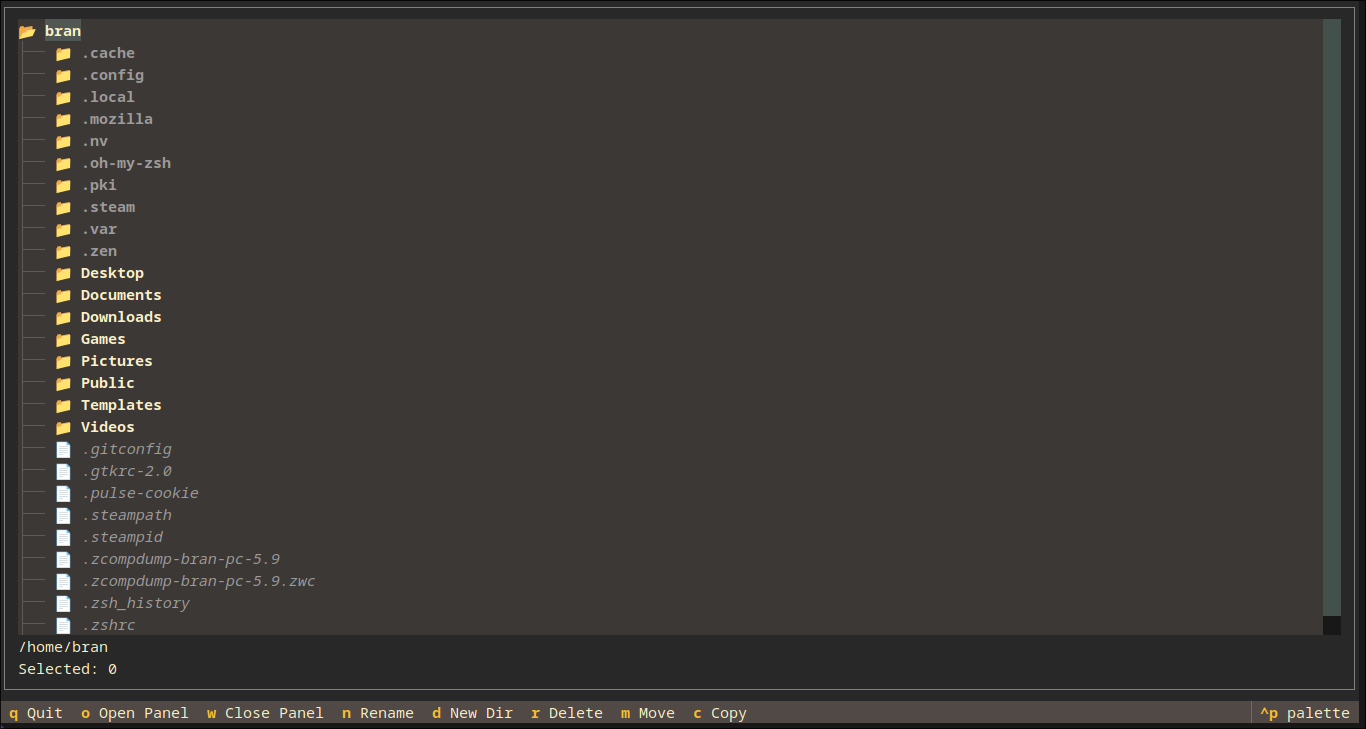 bran
.cache
.config
.local
.mozilla
.nv
.oh-my-zsh
.pki
.steam
.var
.zen
Desktop
Documents
Downloads
Games
Pictures
Public
Templates
Videos
.gitconfig
.gtkrc-2.0
.pulse-cookie
.steampath
.steampid
.zcompdump-bran-pc-5.9
.zcompdump-bran-pc-5.9.zwc
.zsh_history
.zshrc
/home/bran
Selected: 0
q Quit o Open Panel w Close Panel n Rename d New Dir r Delete m Move c Copy ^p palette